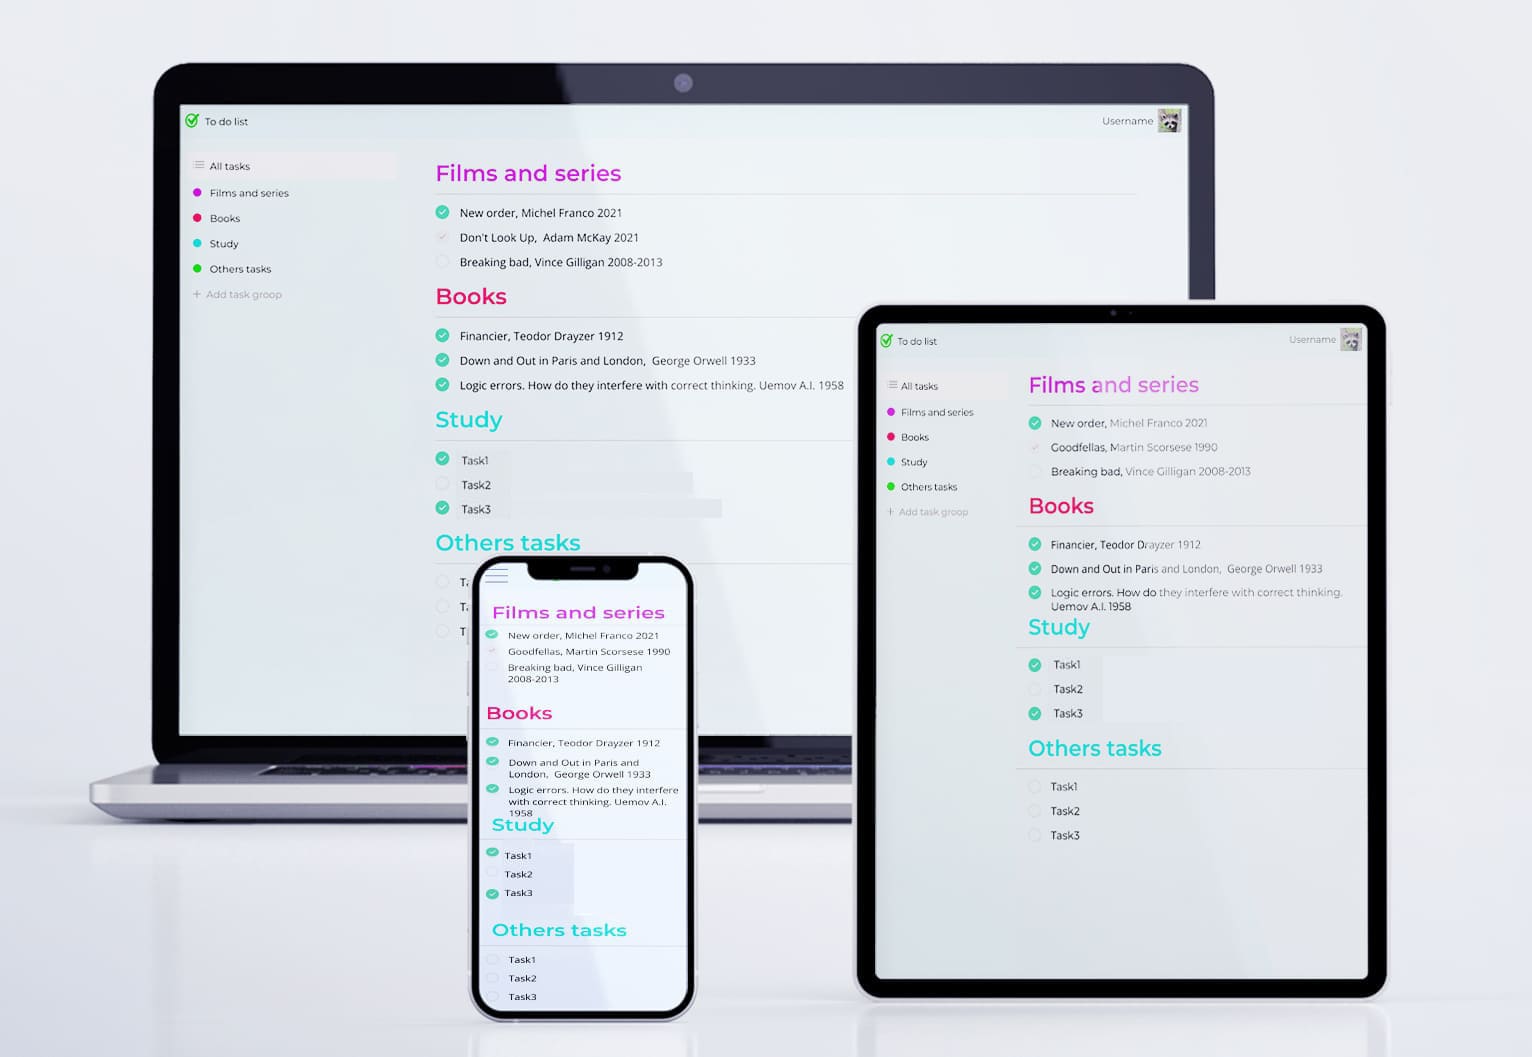 To do list
Username
All tasks
Films and series
Books
Study
Others tasks
+ Add task groop
Films and series
New order, Michel Franco 2021
Don't Look Up, Adam McKay 2021
Breaking bad, Vince Gilligan 2008-2013
Books
Financier, Teodor Drayzer 1912
Down and Out in Paris and London, George Orwell 1933
Logic errors. How do they interfere with correct thinking. Uemov A.I. 1958
Study
Task1
Task2
Task3
Others tasks
Films and series
New order, Michel Franco 2021
Goodfellas, Martin Scorsese 1990
Breaking bad, Vince Gilligan
2008-2013
Books
Financier, Teodor Drayzer 1912
Down and Out in Paris and
London, George Orwell 1933
Logic errors. How do they interfere
with correct thinking. Uemov A.I.
1958
Study
Task1
Task2
Task3
Others tasks
Task1
Task2
Task3
To do list
Username
All tasks
Films and series
Books
Study
Others tasks
+ Add task groop
Films and series
New order, Michel Franco 2021
Goodfellas, Martin Scorsese 1990
Breaking bad, Vince Gilligan 2008-2013
Books
Financier, Teodor Drayzer 1912
Down and Out in Paris and London, George Orwell 1933
Logic errors. How do they interfere with correct thinking.
Uemov A.I. 1958
Study
Task1
Task2
Task3
Others tasks
Task1
Task2
Task3